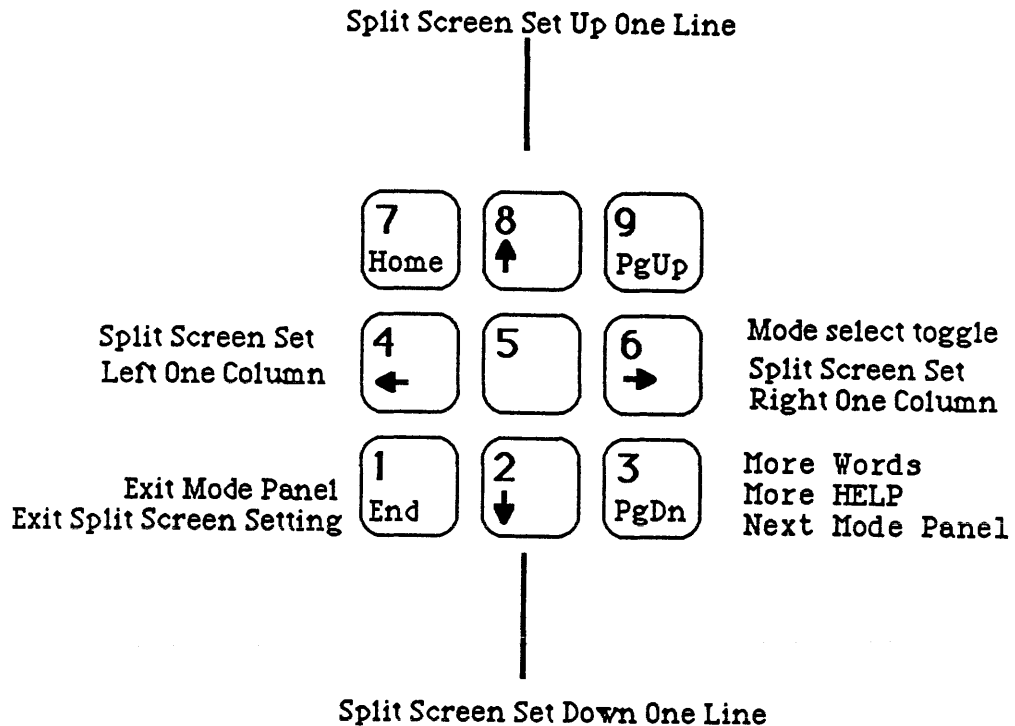 Split Screen Set Up One Line
7
Home
8
9
PgUp
Split Screen Set
Left One Column
4
5
6
Mode select toggle
Split Screen Set
Right One Column
Exit Mode Panel
Exit Split Screen Setting
1
End
2
3
PgDn
More Words
More HELP
Next Mode Panel
Split Screen Set Down One Line